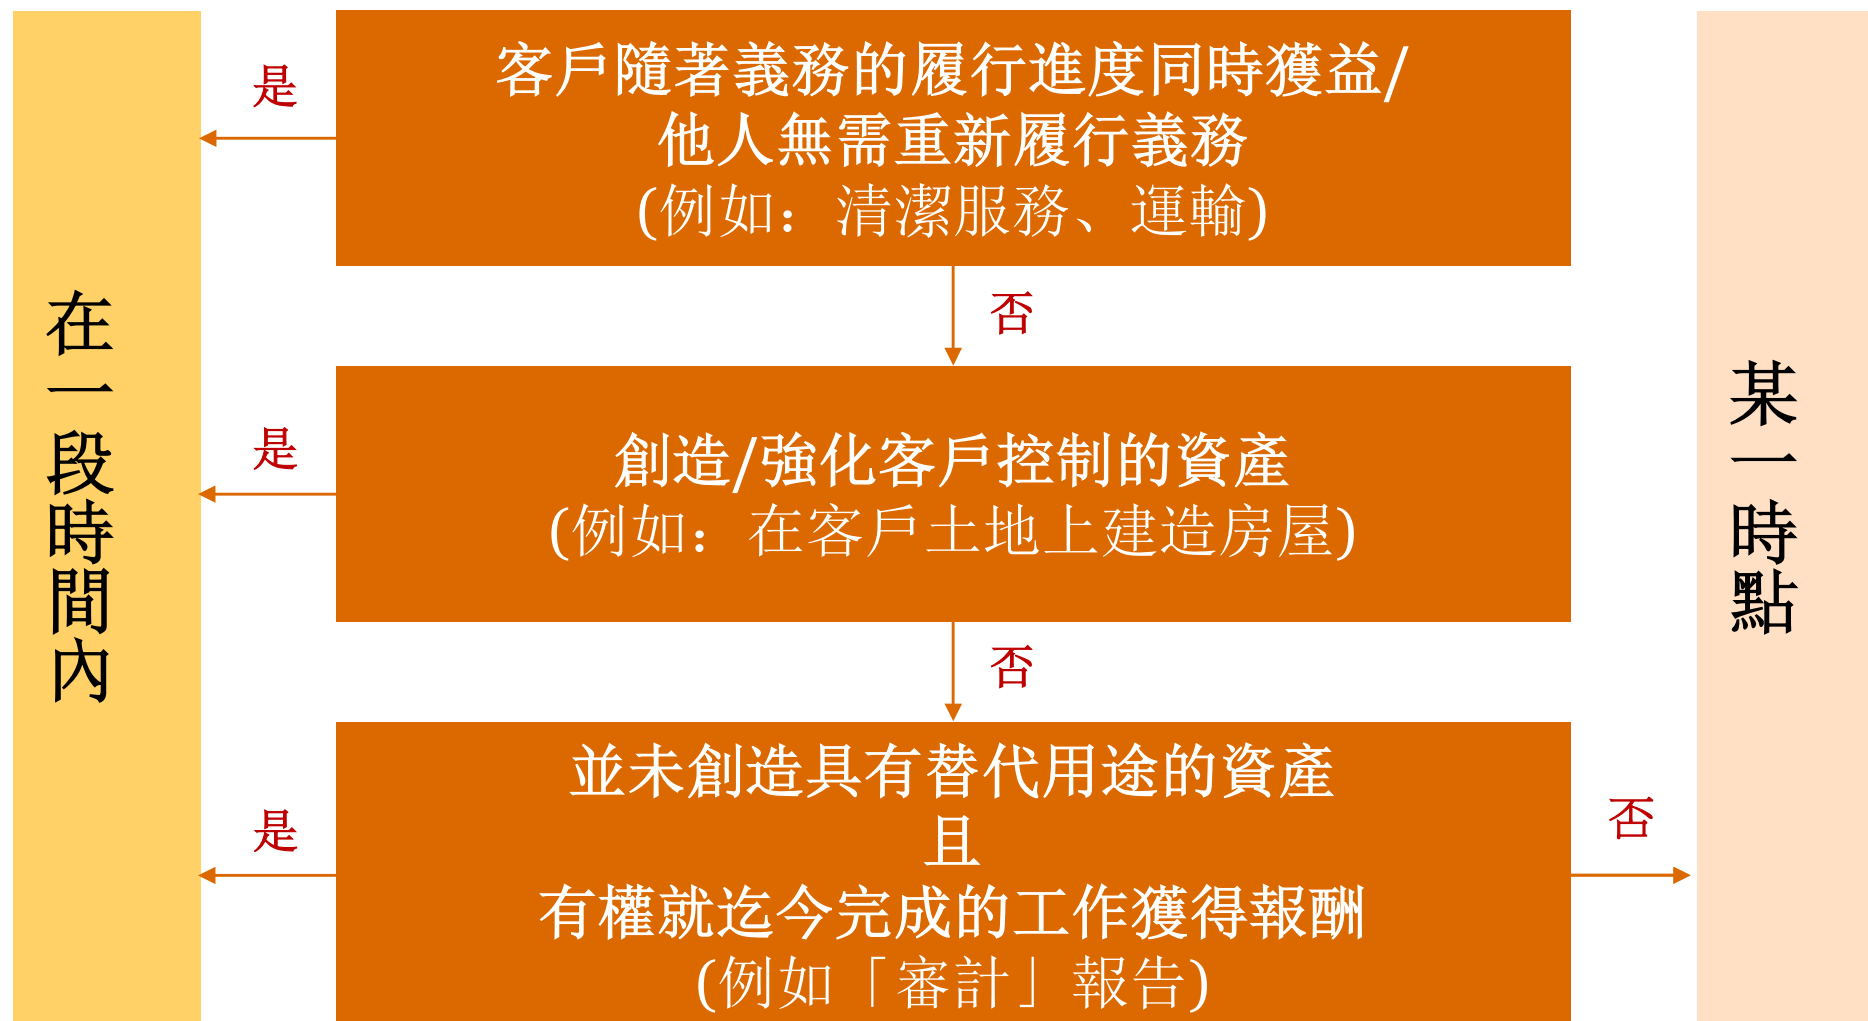 在一段時間內
是
客戶隨著義務的履行進度同時獲益/
他人無需重新履行義務
(例如：清潔服務、運輸)
否
是
創造/強化客戶控制的資產
(例如：在客戶土地上建造房屋)
否
是
並未創造具有替代用途的資產
且
有權就迄今完成的工作獲得報酬
(例如「審計」報告)
否
某一時點